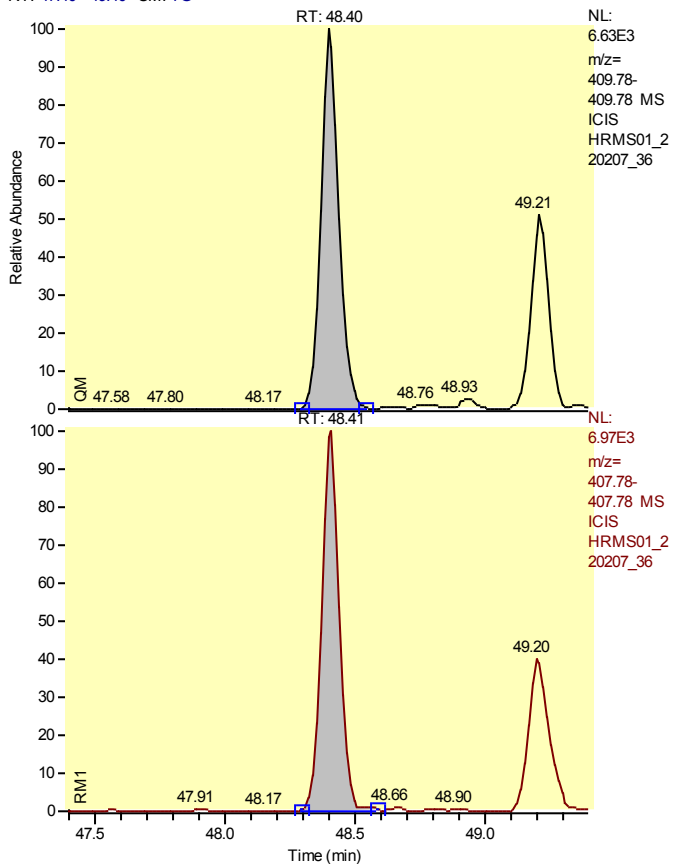 RT: 48.40
NL:
6.63E3
m/z=
409.78-
409.78 MS
ICIS
HRMS01_2
20207_36
100
90
80
70
60
50
40
30
20
10
0
Relative Abundance
QM
47.58 47.80 48.17 48.76 48.93 49.21
RT: 48.41
NL:
6.97E3
m/z=
407.78-
407.78 MS
ICIS
HRMS01_2
20207_36
100
90
80
70
60
50
40
30
20
10
0
RM1
47.91 48.17 48.66 48.90 49.20
47.5 48.0 48.5 49.0
Time (min)